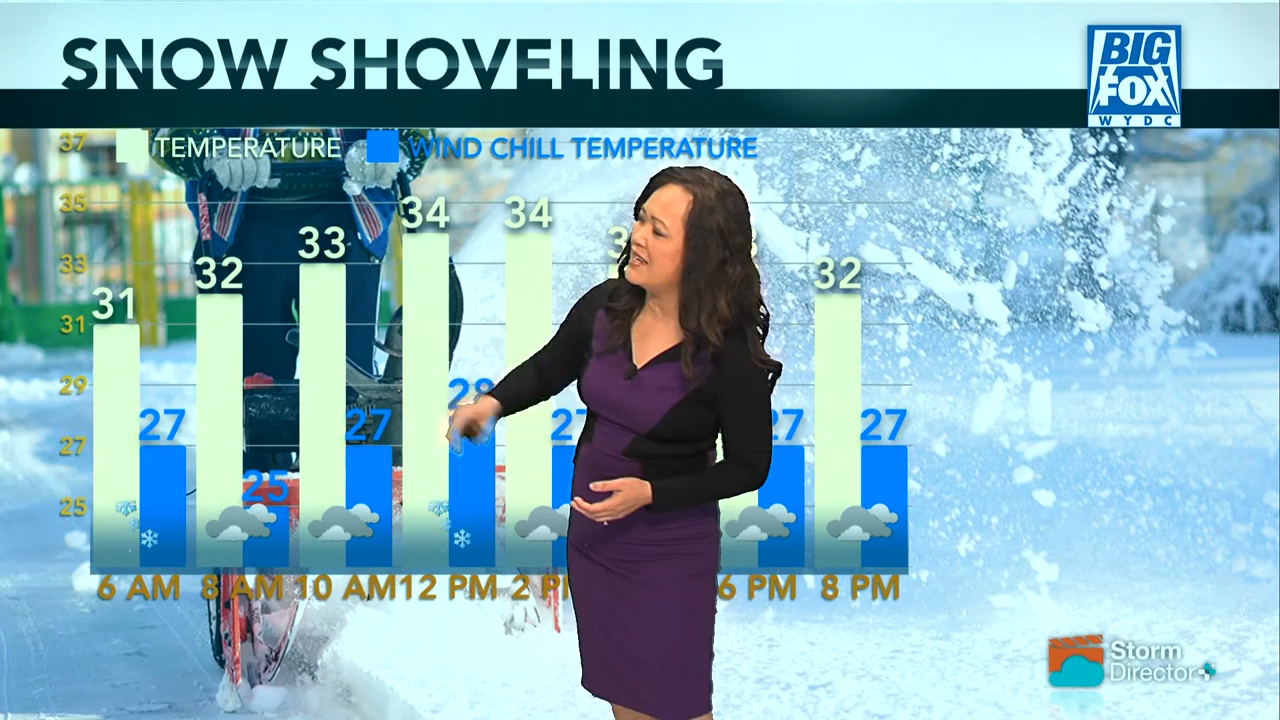 SNOW SHOVELING
BIG
FOX
WYDC
37
TEMPERATURE
WIND CHILL TEMPERATURE
35
33
31
29
27
25
31
32
33
34
34
32
27
25
27
28
27
27
6 AM
8 AM
10 AM
12 PM
6 PM
8 PM
Storm
Director+